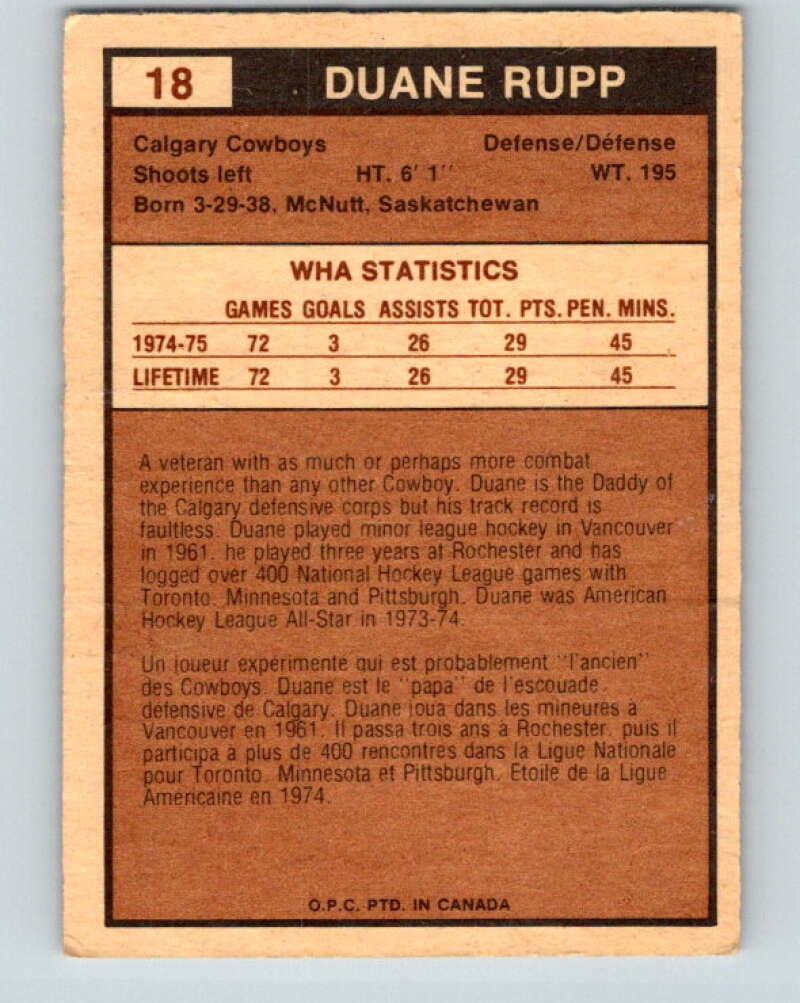 18 DUANE RUPP
Calgary Cowboys Defense/Défense
Shoots left HT. 6' 1" WT. 195
Born 3-29-38, McNutt, Saskatchewan
WHA STATISTICS
GAMES GOALS ASSISTS TOT. PTS. PEN. MINS.
1974-75 72 3 26 29 45
LIFETIME 72 3 26 29 45
A veteran with as much or perhaps more combat
experience than any other Cowboy. Duane is the Daddy of
the Calgary defensive corps but his track record is
faultless. Duane played minor league hockey in Vancouver
in 1961. he played three years at Rochester and has
logged over 400 National Hockey League games with
Toronto. Minnesota and Pittsburgh. Duane was American
Hockey League All-Star in 1973-74.
Un joueur expérimenté qui est probablement "l'ancien"
des Cowboys. Duane est le "papa" de l'escouade
défensive de Calgary. Duane joua dans les mineures à
Vancouver en 1961. Il passa trois ans à Rochester. puis il
participa à plus de 400 rencontres dans la Ligue Nationale
pour Toronto. Minnesota et Pittsburgh. Etoile de la Ligue
Americaine en 1974.
O.P.C. PTD. IN CANADA